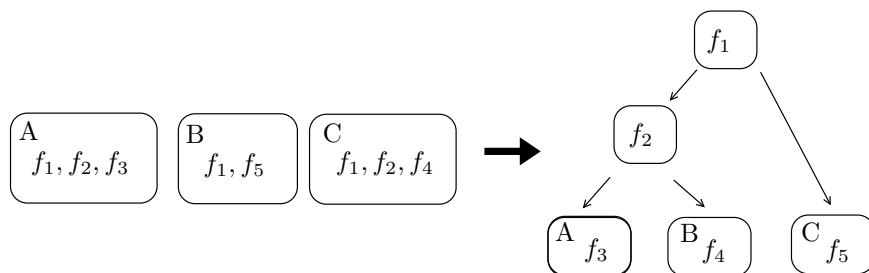 A
f₁, f₂, f₃
B
f₁, f₅
C
f₁, f₂, f₄
f₁
f₂
A
f₃
B
f₄
C
f₅